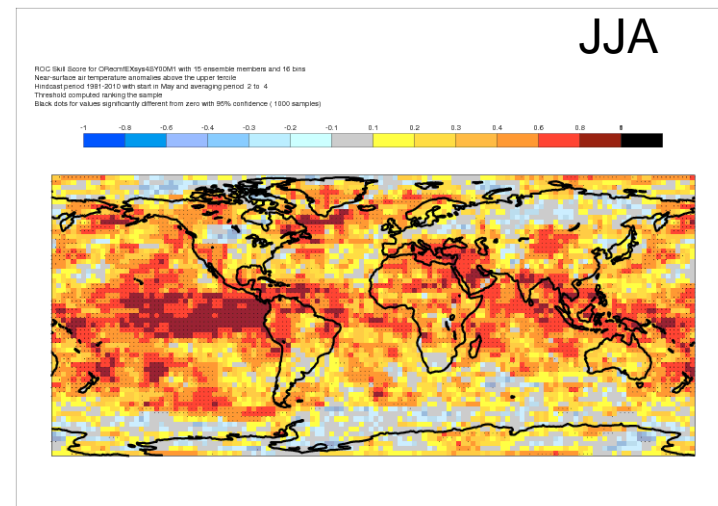 JJA
ROC Skill Score for with 15 ensemble members and 16 bins
Near-surface air temperature anomalies above the upper tercile
Hindcast period 1981-2010 with start in May and averaging period 2 to 4
Threshold computed ranking the sample
Black dots for values significantly different from zero with 95% confidence ( 1000 samples)
-1 -0.8 -0.6 -0.4 -0.3 -0.2 -0.1 0.1 0.2 0.3 0.4 0.6 0.8 1